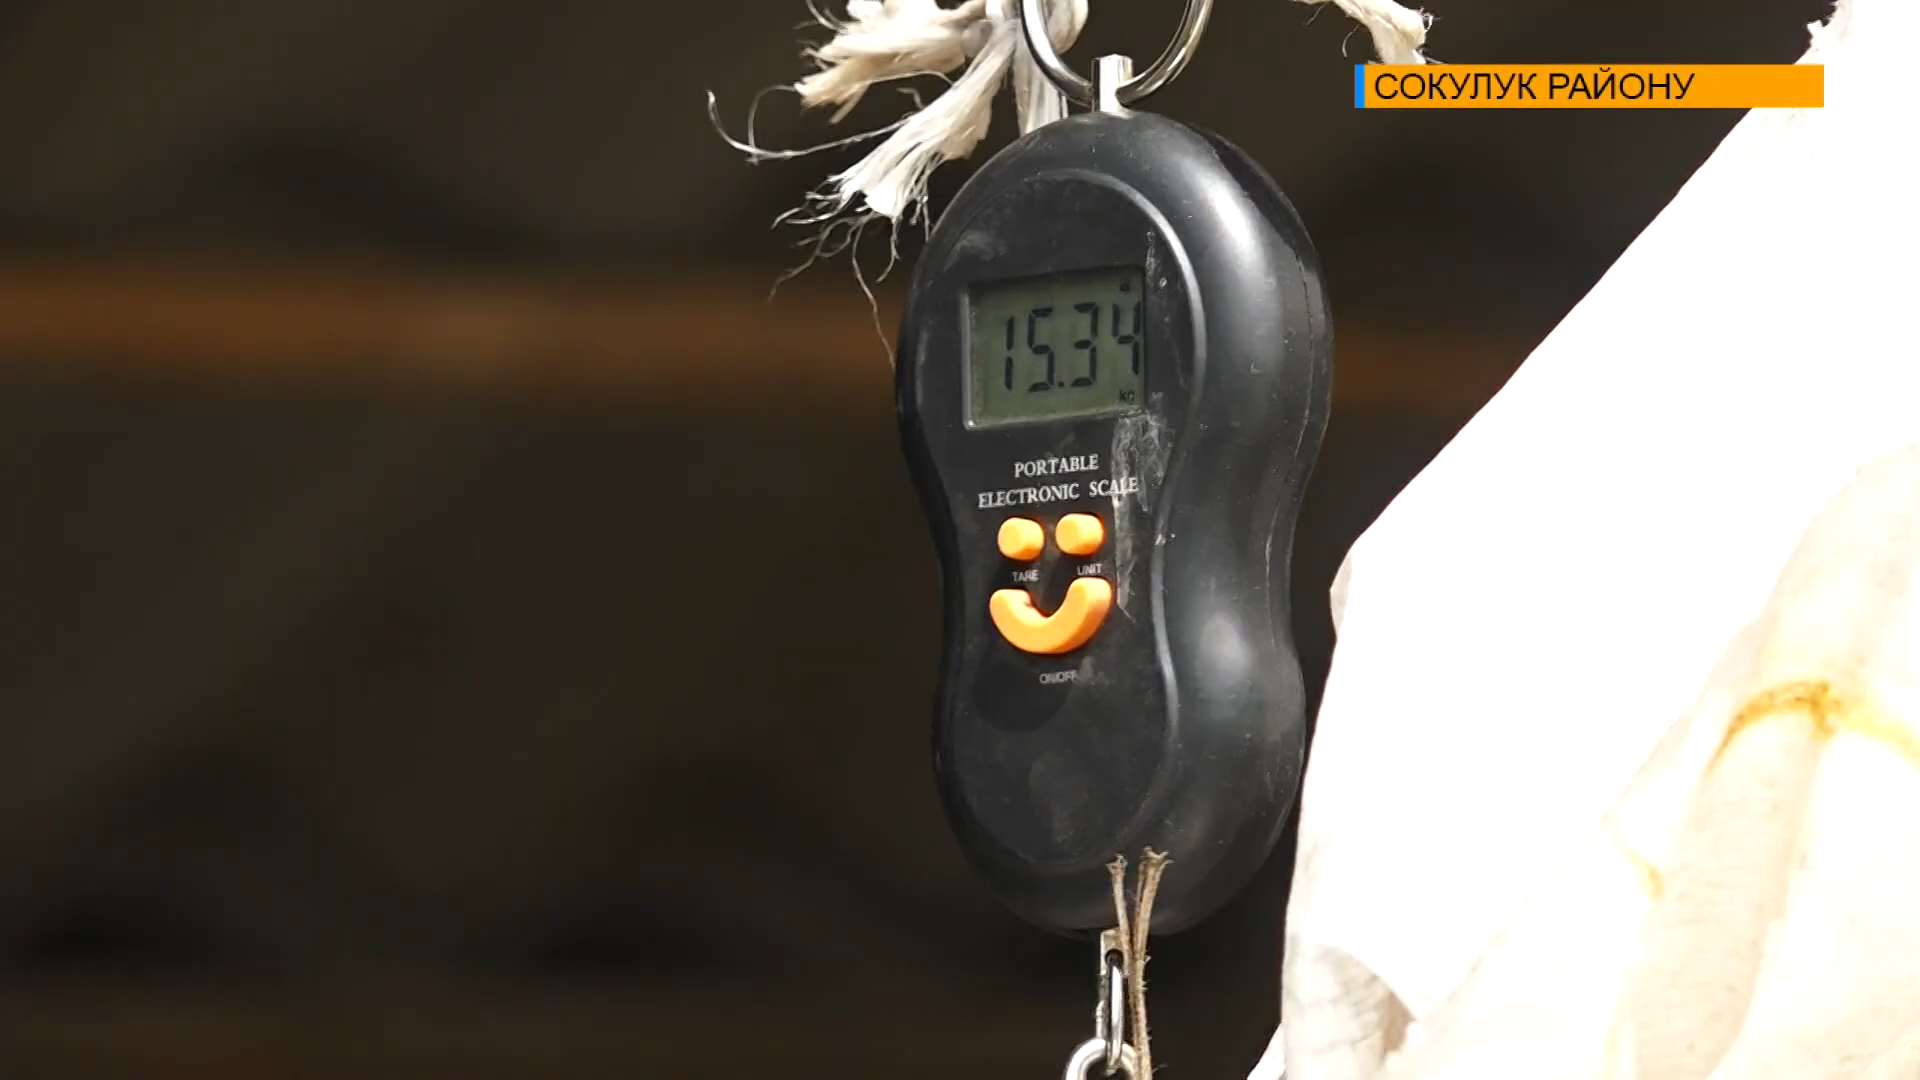 СОКУЛУК РАЙОНУ
15.34
kg
PORTABLE
ELECTRONIC SCALE
TARE UNIT
ON/OFF